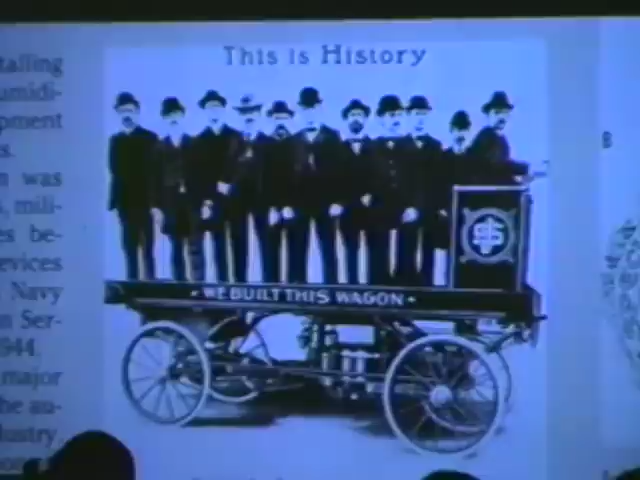 This is History
talling
umidi-
pment
s.
n was
, mili-
es be-
evices
Navy
n Ser-
944.
major
he au-
dustry
WE BUILT THIS WAGON